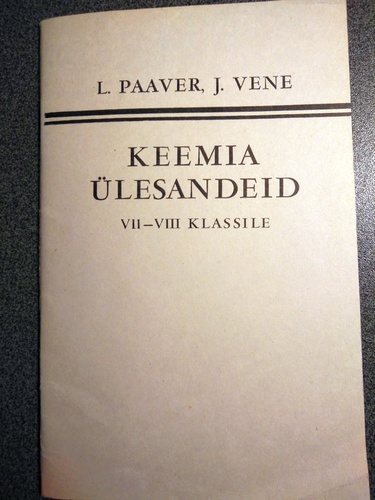 L. PAAVER, J. VENE
KEEMIA
ÜLESANDEID
VII–VIII KLASSILE